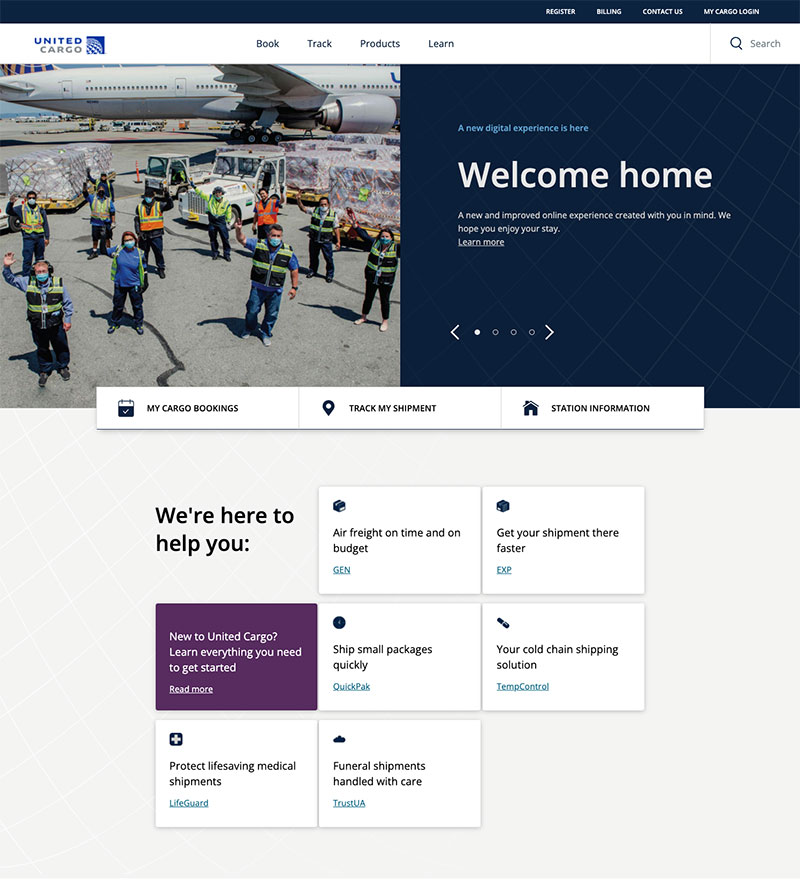 REGISTER BILLING CONTACT US MY CARGO LOGIN
UNITED
CARGO
Book Track Products Learn Search
A new digital experience is here
Welcome home
A new and improved online experience created with you in mind. We
hope you enjoy your stay.
Learn more
MY CARGO BOOKINGS
TRACK MY SHIPMENT
STATION INFORMATION
We're here to
help you:
Air freight on time and on
budget
GEN
Get your shipment there
faster
EXP
New to United Cargo?
Learn everything you need
to get started
Read more
Ship small packages
quickly
QuickPak
Your cold chain shipping
solution
TempControl
Protect lifesaving medical
shipments
LifeGuard
Funeral shipments
handled with care
TrustUA